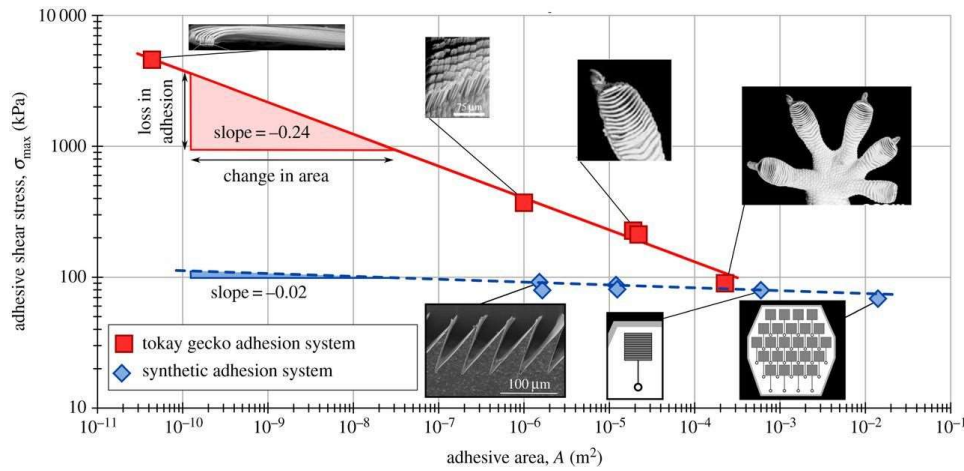 10 000
1000
100
10
adhesive shear stress, σmax (kPa)
loss in
adhesion
slope = –0.24
change in area
75 µm
slope = –0.02
tokay gecko adhesion system
synthetic adhesion system
100 µm
10⁻¹¹ 10⁻¹⁰ 10⁻⁹ 10⁻⁸ 10⁻⁷ 10⁻⁶ 10⁻⁵ 10⁻⁴ 10⁻³ 10⁻² 10⁻¹
adhesive area, A (m²)